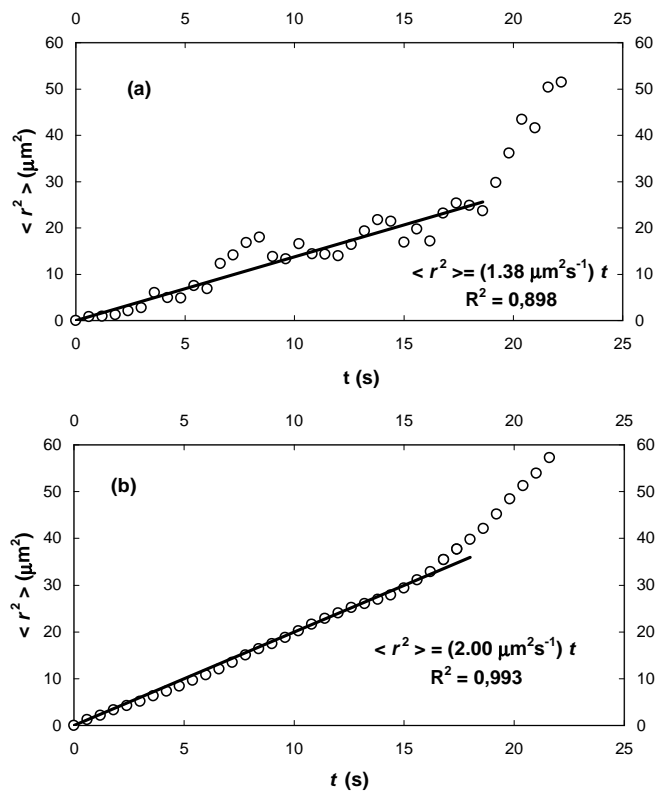 0 5 10 15 20 25
60 60
50 (a) 50
40 40
30 30
20 20
10 10
0 0
0 5 10 15 20 25
< r² > (μm²)
< r² >= (1.38 μm²s⁻¹) t
R² = 0,898
t (s)
0 5 10 15 20 25
60 60
50 (b) 50
40 40
30 30
20 20
10 10
0 0
0 5 10 15 20 25
< r² > (μm²)
< r² > = (2.00 μm²s⁻¹) t
R² = 0,993
t (s)